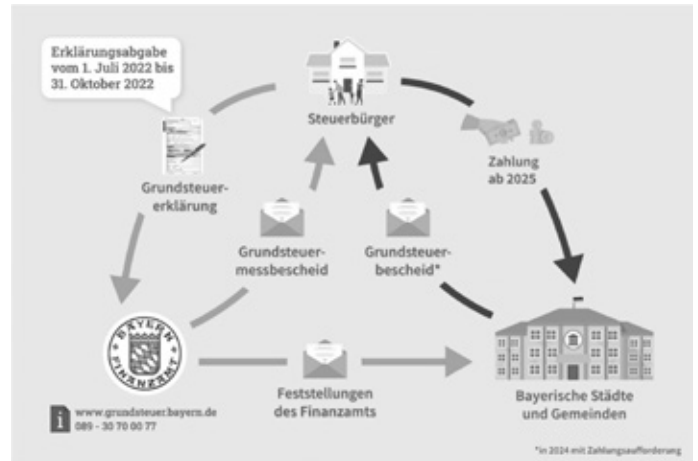 Erklärungsabgabe
vom 1. Juli 2022 bis
31. Oktober 2022
Steuerbürger
Grundsteuer-
erklärung
Zahlung
ab 2025
Grundsteuer-
messbescheid
Grundsteuer-
bescheid*
BAYERN
FINANZAMT
Feststellungen
des Finanzamts
Bayerische Städte
und Gemeinden
www.grundsteuer.bayern.de
089 - 30 70 00 77
*in 2024 mit Zahlungsaufforderung